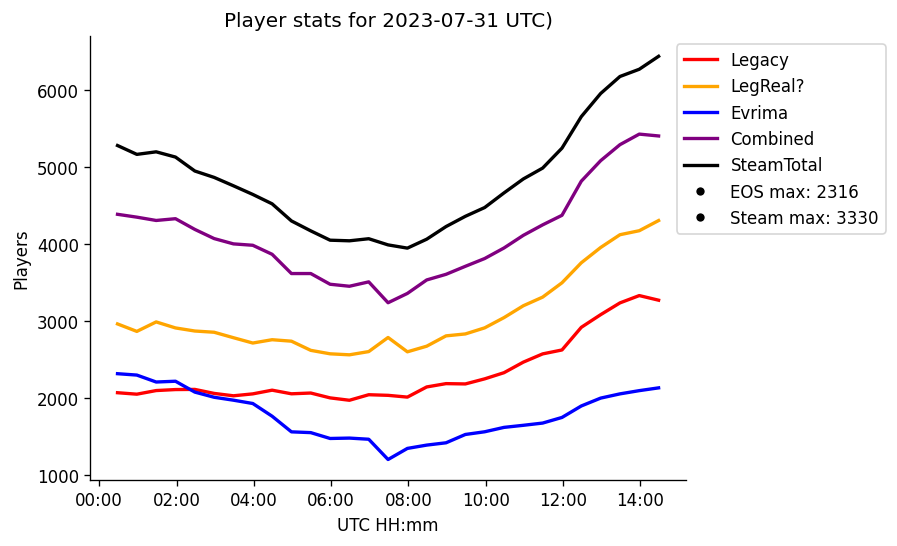 Player stats for 2023-07-31 UTC)
Legacy
LegReal?
Evrima
Combined
SteamTotal
EOS max: 2316
Steam max: 3330
Players
6000
5000
4000
3000
2000
1000
00:00 02:00 04:00 06:00 08:00 10:00 12:00 14:00
UTC HH:mm